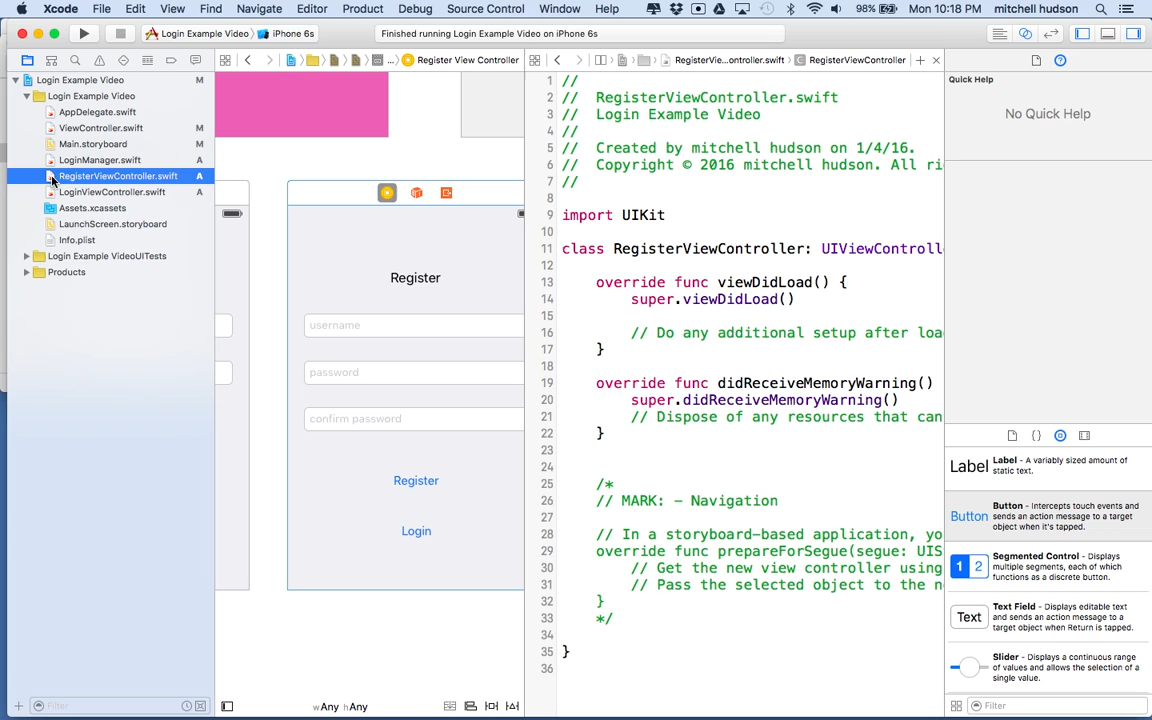 Xcode File Edit View Find Navigate Editor Product Debug Source Control Window Help 98% Mon 10:18 PM mitchell hudson
Login Example Video iPhone 6s Finished running Login Example Video on iPhone 6s
Register View Controller RegisterVie...ontroller.swift RegisterViewController
Login Example Video M
Login Example Video
AppDelegate.swift
ViewController.swift M
Main.storyboard M
LoginManager.swift A
RegisterViewController.swift A
LoginViewController.swift A
Assets.xcassets
LaunchScreen.storyboard
Info.plist
Login Example VideoUITests
Products
Filter
Register
username
password
confirm password
Register
Login
wAny hAny
1 //
2 // RegisterViewController.swift
3 // Login Example Video
4 //
5 // Created by mitchell hudson on 1/4/16.
6 // Copyright © 2016 mitchell hudson. All ri
7 //
8
9 import UIKit
10
11 class RegisterViewController: UIViewControll
12
13 override func viewDidLoad() {
14 super.viewDidLoad()
15
16 // Do any additional setup after loa
17 }
18
19 override func didReceiveMemoryWarning()
20 super.didReceiveMemoryWarning()
21 // Dispose of any resources that can
22 }
23
24
25 /*
26 // MARK: - Navigation
27
28 // In a storyboard-based application, yo
29 override func prepareForSegue(segue: UIS
30 // Get the new view controller using
31 // Pass the selected object to the n
32 }
33 */
34
35 }
36
Quick Help
No Quick Help
Label
Label - A variably sized amount of
static text.
Button
Button - Intercepts touch events and
sends an action message to a target
object when it's tapped.
1 2
Segmented Control - Displays
multiple segments, each of which
functions as a discrete button.
Text
Text Field - Displays editable text
and sends an action message to a
target object when Return is tapped.
Slider - Displays a continuous range
of values and allows the selection of a
single value.
Filter